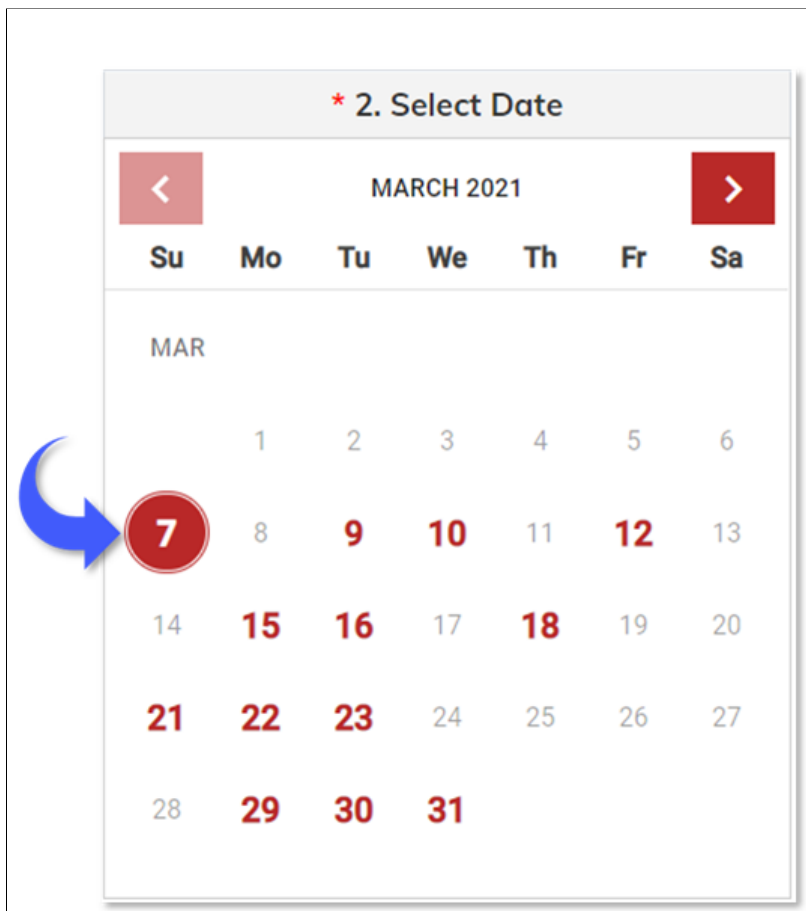 * 2. Select Date
MARCH 2021
Su Mo Tu We Th Fr Sa
MAR
1 2 3 4 5 6
7 8 9 10 11 12 13
14 15 16 17 18 19 20
21 22 23 24 25 26 27
28 29 30 31